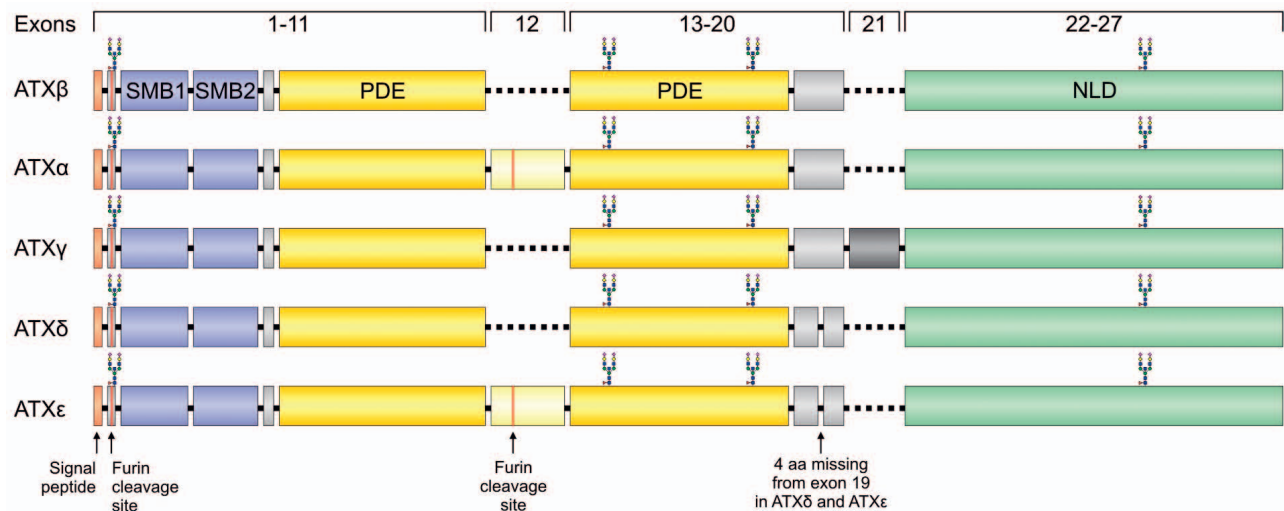 Exons 1-11 12 13-20 21 22-27
ATXβ SMB1 SMB2 PDE PDE NLD
ATXα
ATXγ
ATXδ
ATXε
Signal
peptide
Furin
cleavage
site
Furin
cleavage
site
4 aa missing
from exon 19
in ATXδ and ATXε